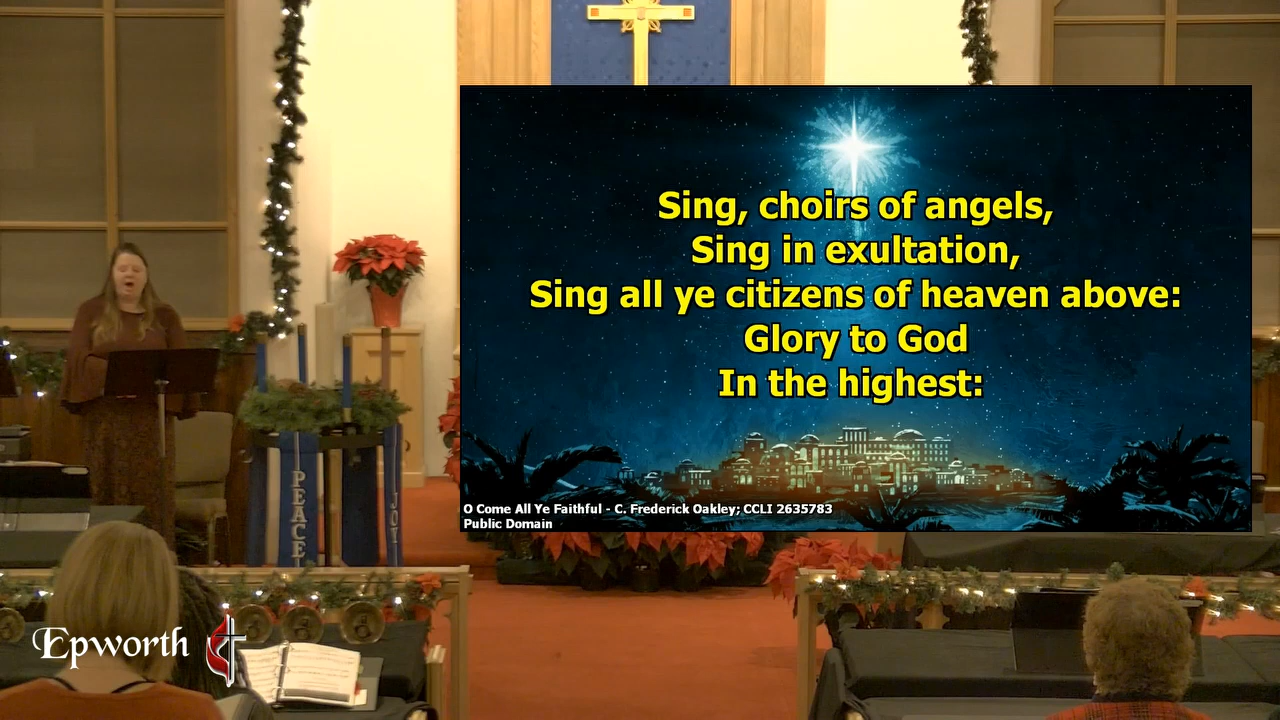 Sing, choirs of angels,
Sing in exultation,
Sing all ye citizens of heaven above:
Glory to God
In the highest:
O Come All Ye Faithful - C. Frederick Oakley; CCLI 2635783
Public Domain
PEACE
JOY
Epworth